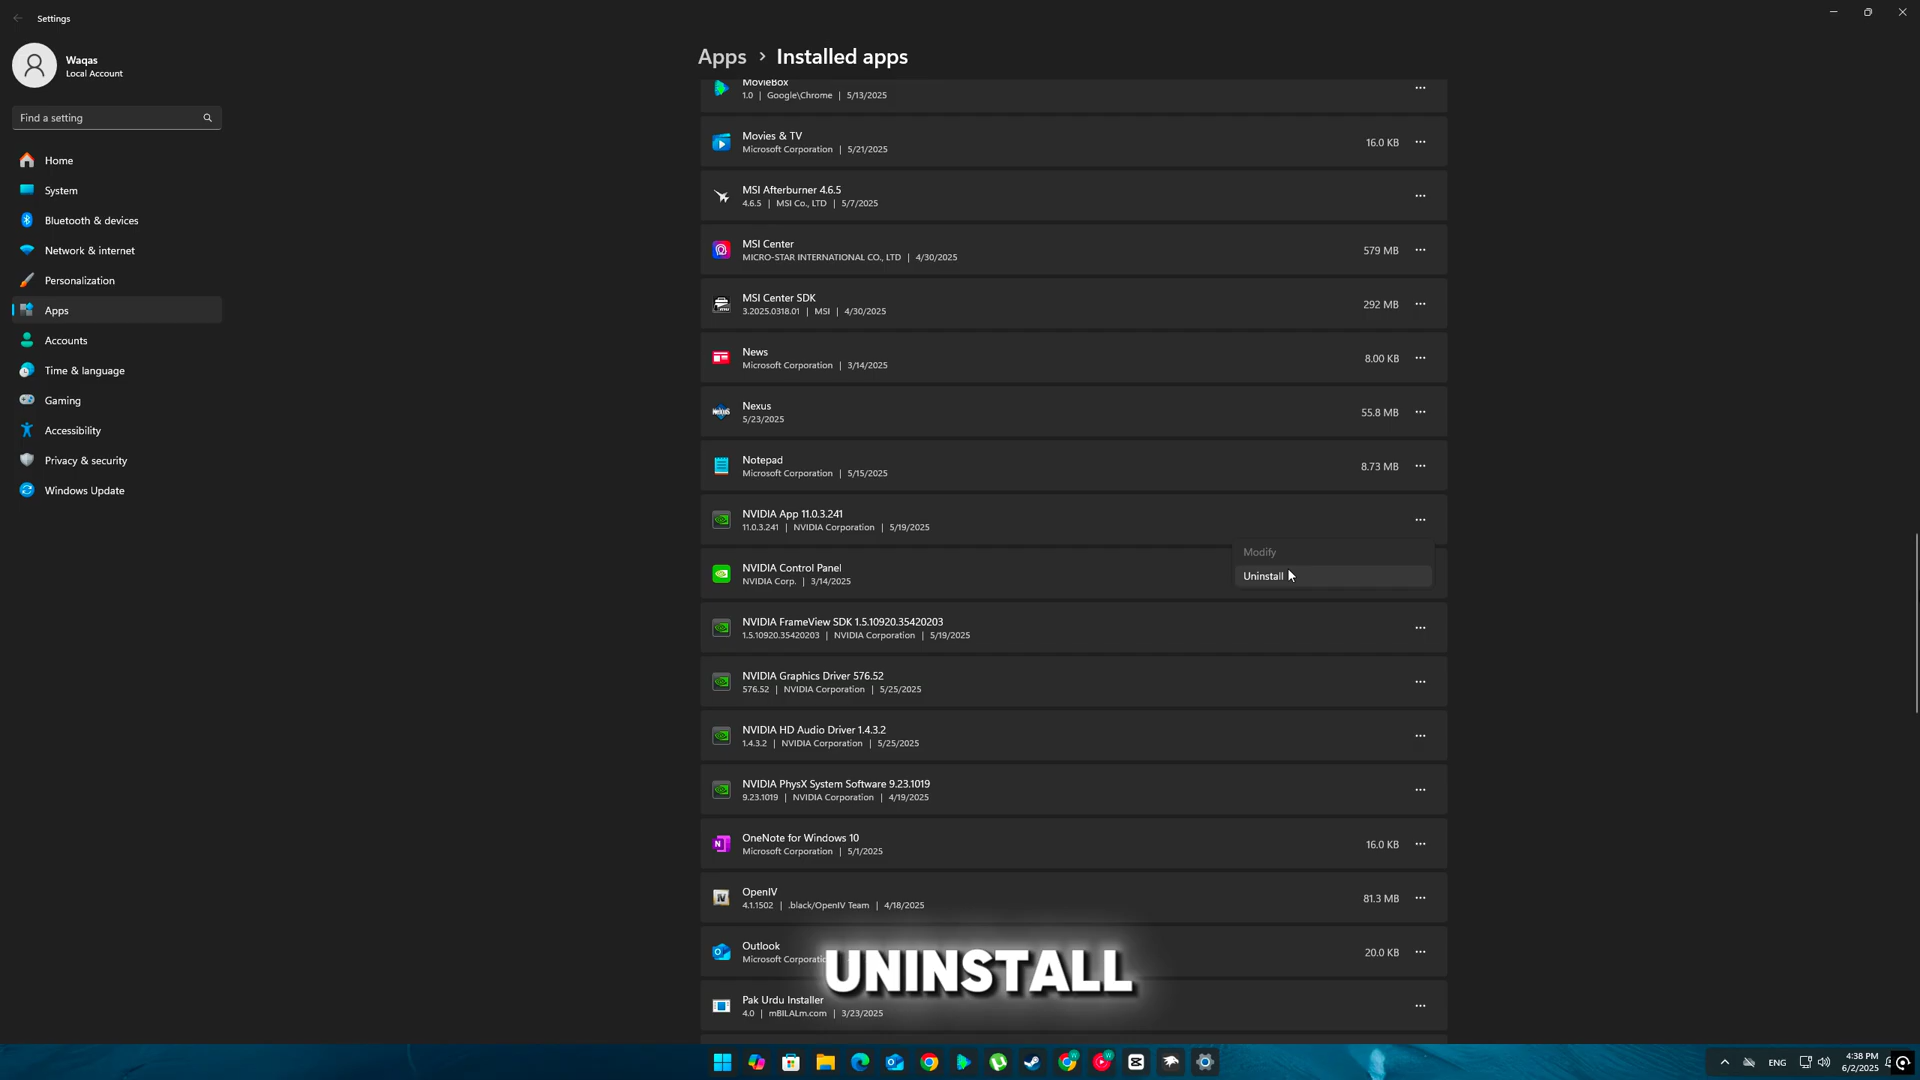 Settings
Waqas
Local Account
Find a setting
Home
System
Bluetooth & devices
Network & internet
Personalization
Apps
Accounts
Time & language
Gaming
Accessibility
Privacy & security
Windows Update
Apps > Installed apps
MovieBox
1.0 | Google\Chrome | 5/13/2025
Movies & TV
Microsoft Corporation | 5/21/2025
16.0 KB
MSI Afterburner 4.6.5
4.6.5 | MSI Co., LTD | 5/7/2025
MSI Center
MICRO-STAR INTERNATIONAL CO., LTD | 4/30/2025
579 MB
MSI Center SDK
3.2025.0318.01 | MSI | 4/30/2025
292 MB
News
Microsoft Corporation | 3/14/2025
8.00 KB
Nexus
5/23/2025
55.8 MB
Notepad
Microsoft Corporation | 5/15/2025
8.73 MB
NVIDIA App 11.0.3.241
11.0.3.241 | NVIDIA Corporation | 5/19/2025
Modify
Uninstall
NVIDIA Control Panel
NVIDIA Corp. | 3/14/2025
NVIDIA FrameView SDK 1.5.10920.35420203
1.5.10920.35420203 | NVIDIA Corporation | 5/19/2025
NVIDIA Graphics Driver 576.52
576.52 | NVIDIA Corporation | 5/25/2025
NVIDIA HD Audio Driver 1.4.3.2
1.4.3.2 | NVIDIA Corporation | 5/25/2025
NVIDIA PhysX System Software 9.23.1019
9.23.1019 | NVIDIA Corporation | 4/19/2025
OneNote for Windows 10
Microsoft Corporation | 5/1/2025
16.0 KB
OpenIV
4.1.1502 | .black/OpenIV Team | 4/18/2025
81.3 MB
Outlook
Microsoft
20.0 KB
UNINSTALL
Pak Urdu Installer
4.0 | mBILALm.com | 3/23/2025
ENG
4:38 PM
6/2/2025